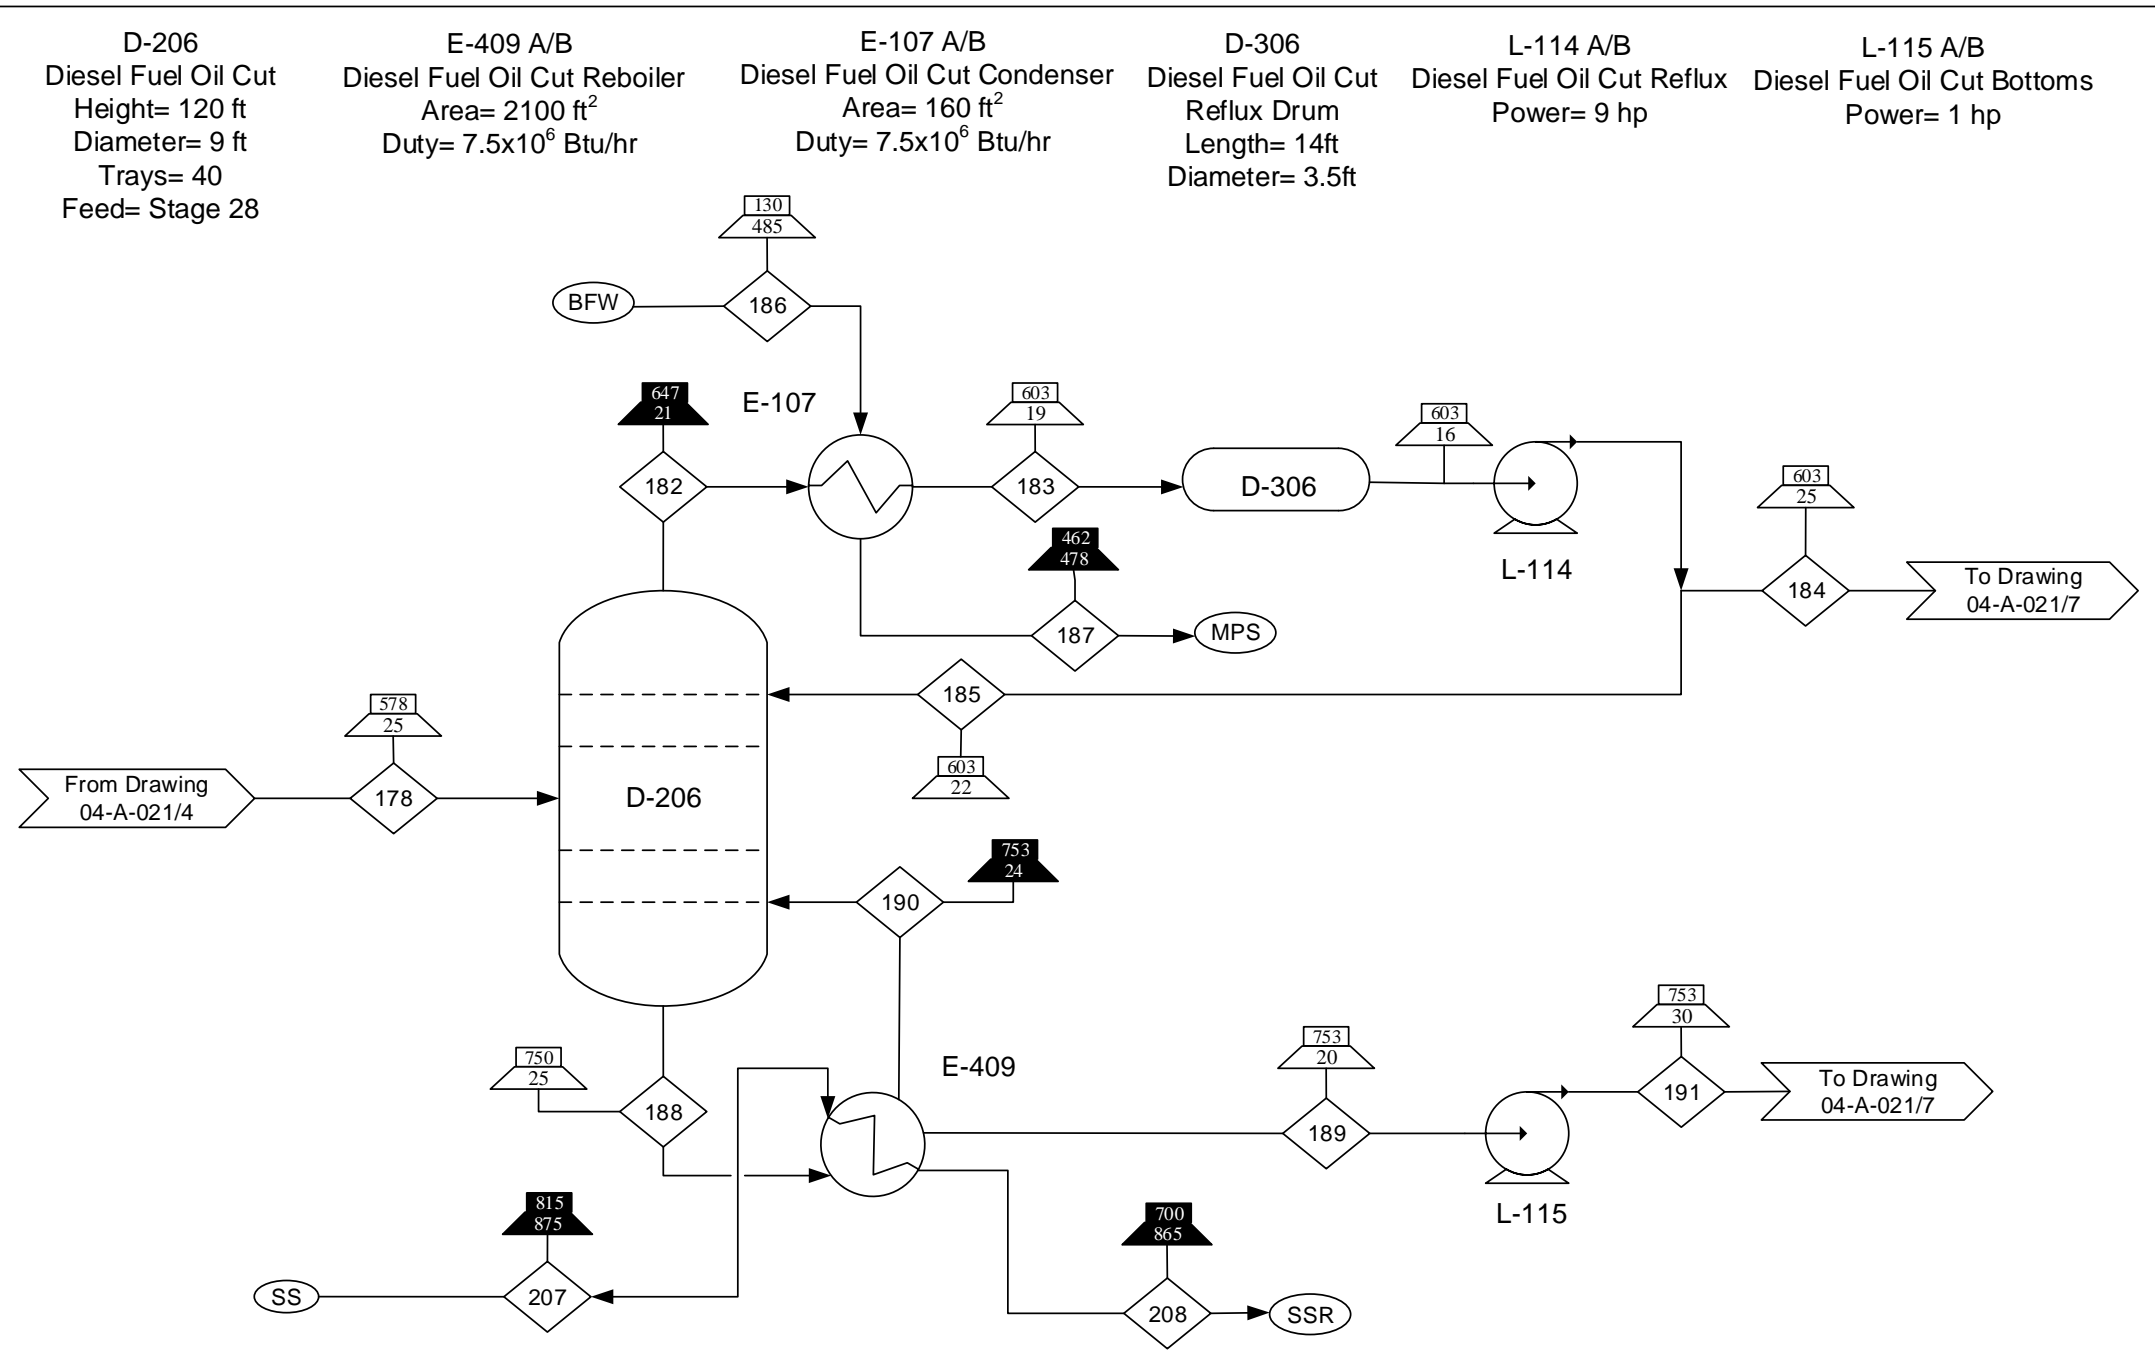 D-206
Diesel Fuel Oil Cut
Height= 120 ft
Diameter= 9 ft
Trays= 40
Feed= Stage 28
E-409 A/B
Diesel Fuel Oil Cut Reboiler
Area= 2100 ft²
Duty= 7.5x10⁶ Btu/hr
E-107 A/B
Diesel Fuel Oil Cut Condenser
Area= 160 ft²
Duty= 7.5x10⁶ Btu/hr
D-306
Diesel Fuel Oil Cut
Reflux Drum
Length= 14ft
Diameter= 3.5ft
L-114 A/B
Diesel Fuel Oil Cut Reflux
Power= 9 hp
L-115 A/B
Diesel Fuel Oil Cut Bottoms
Power= 1 hp
130
485
BFW
186
647
21
E-107
603
19
603
16
182
183
D-306
603
25
462
478
L-114
184
To Drawing
04-A-021/7
187
MPS
185
578
25
603
22
From Drawing
04-A-021/4
178
D-206
753
24
190
753
30
750
25
E-409
753
20
188
191
To Drawing
04-A-021/7
189
815
875
700
865
L-115
SS
207
208
SSR